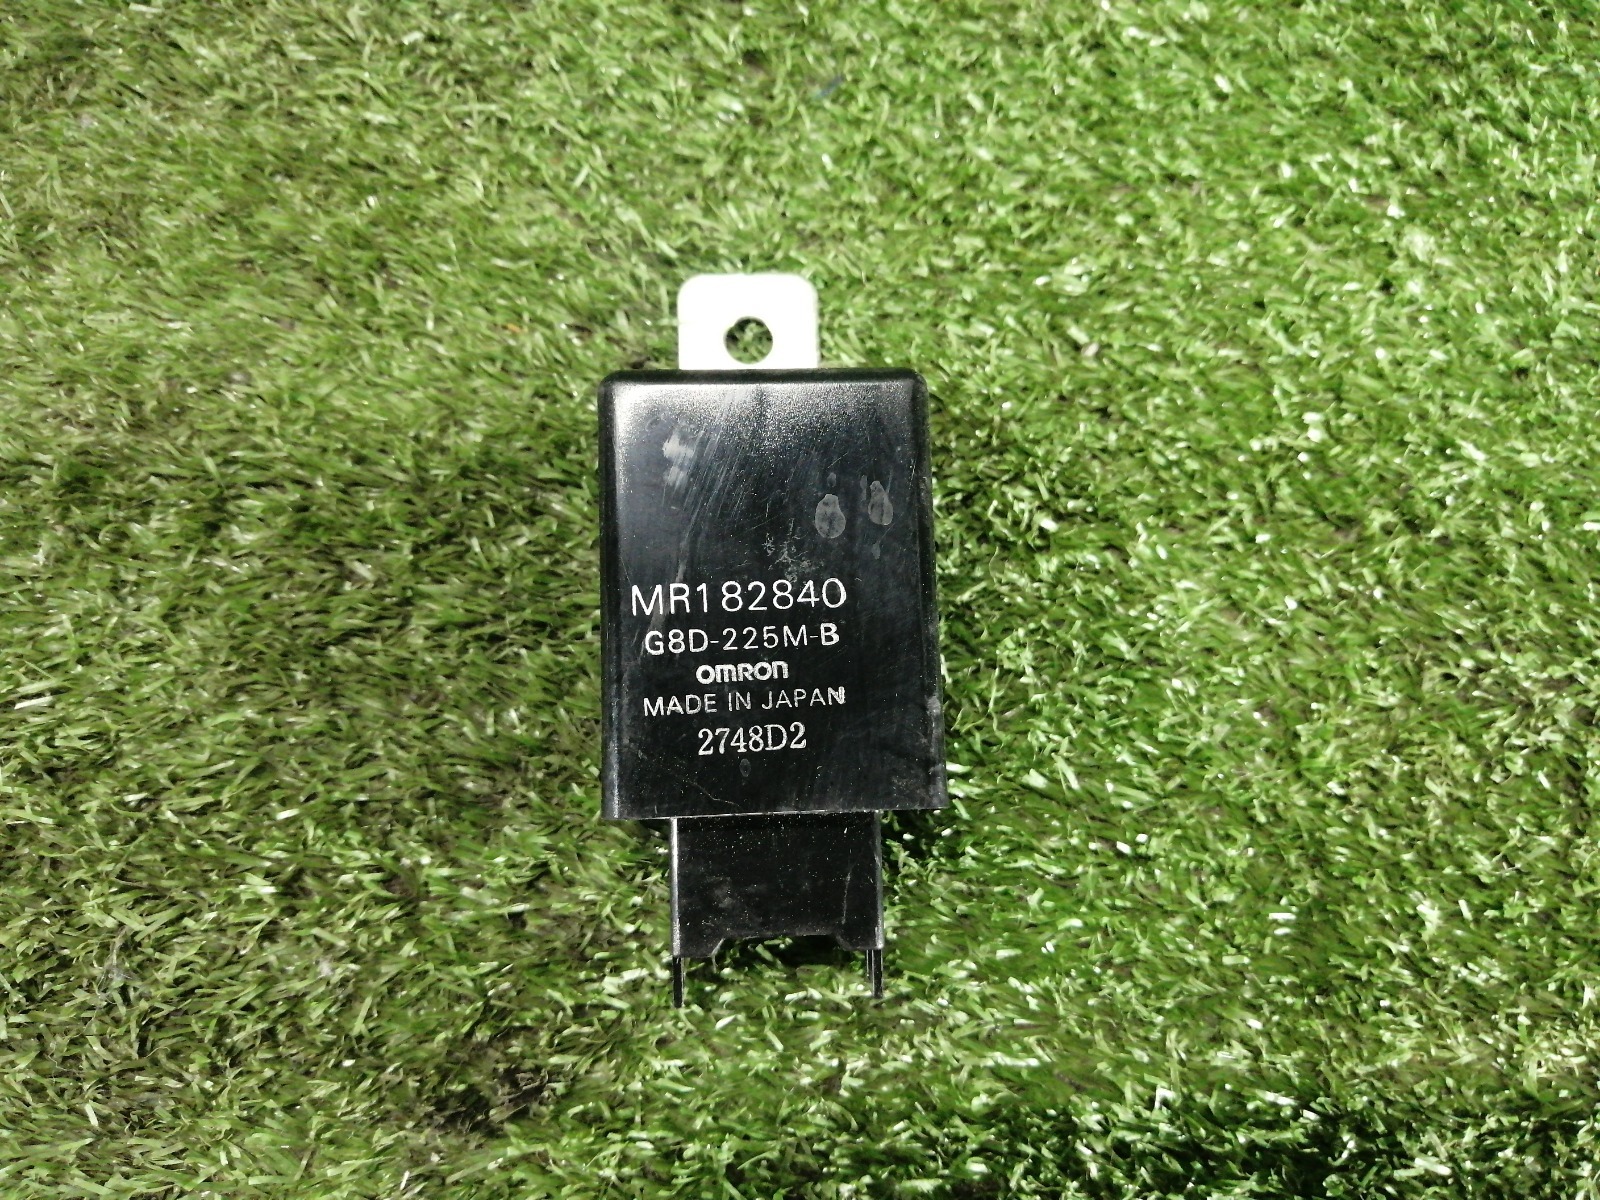 MR182840
G8D-225M-B
OMRON
MADE IN JAPAN
2748D2